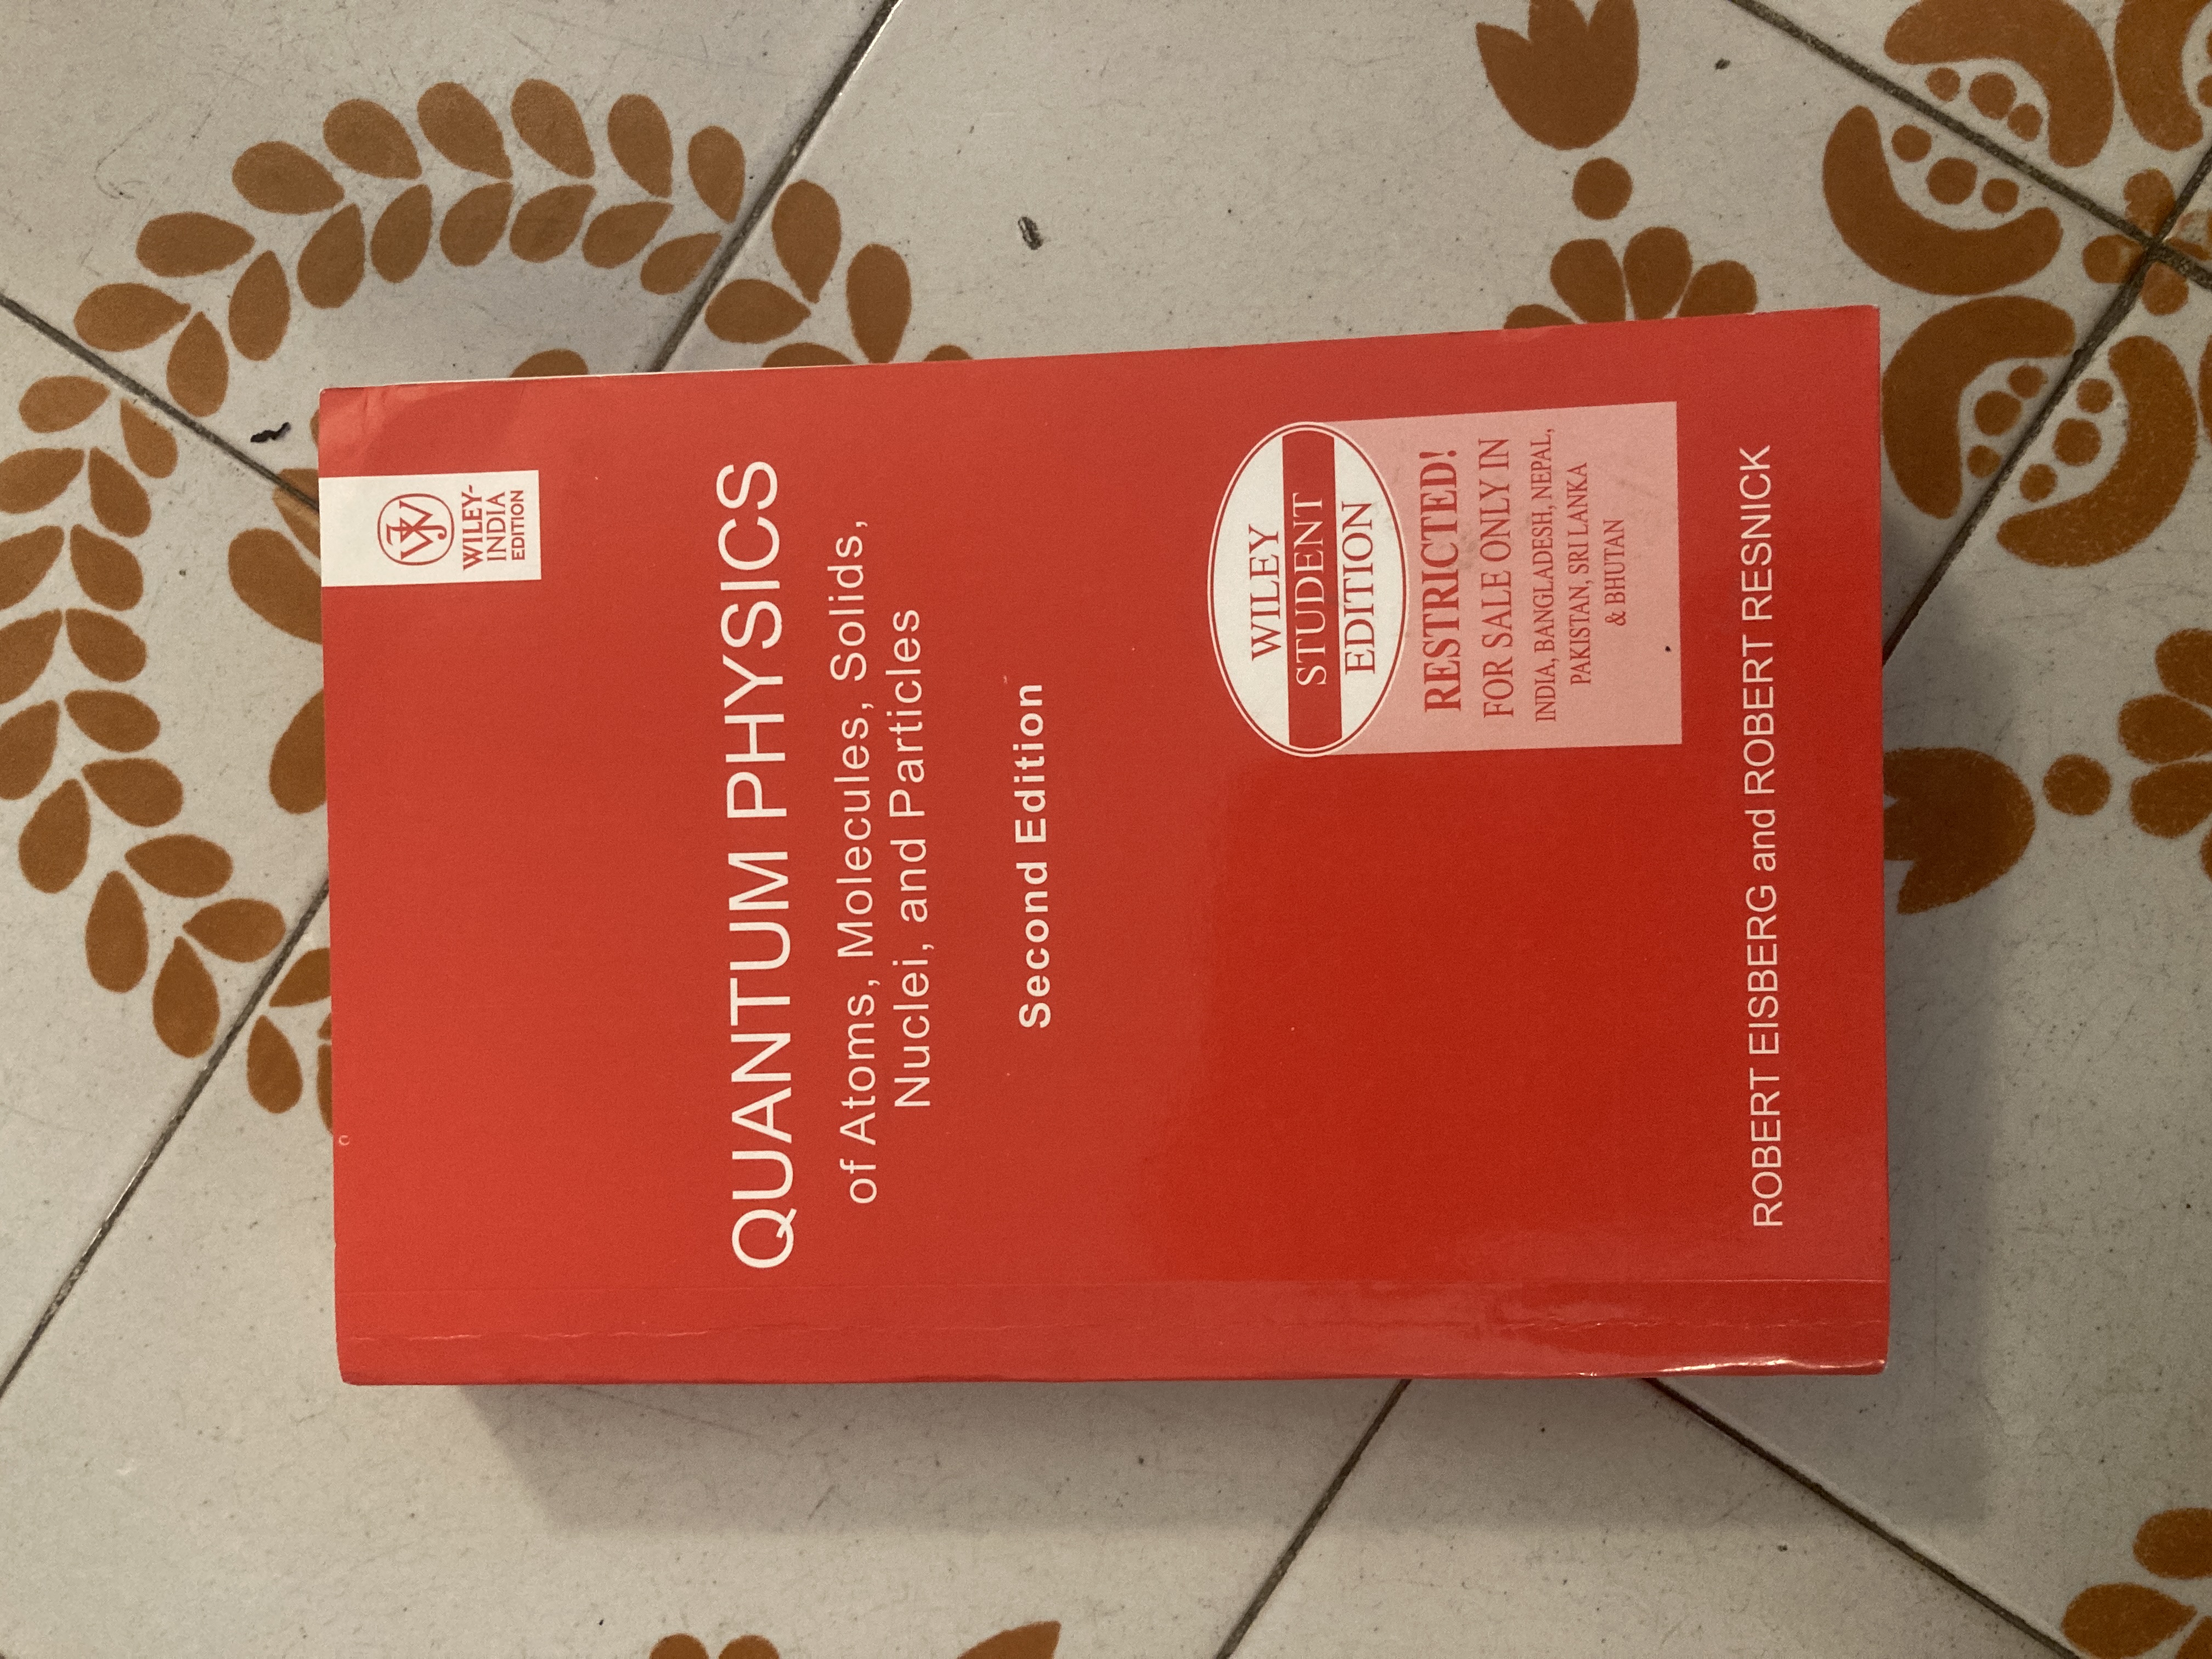 WILEY-
INDIA
EDITION
QUANTUM PHYSICS
of Atoms, Molecules, Solids,
Nuclei, and Particles
Second Edition
WILEY
STUDENT
EDITION
RESTRICTED!
FOR SALE ONLY IN
INDIA, BANGLADESH, NEPAL,
PAKISTAN, SRI LANKA
& BHUTAN
ROBERT EISBERG and ROBERT RESNICK